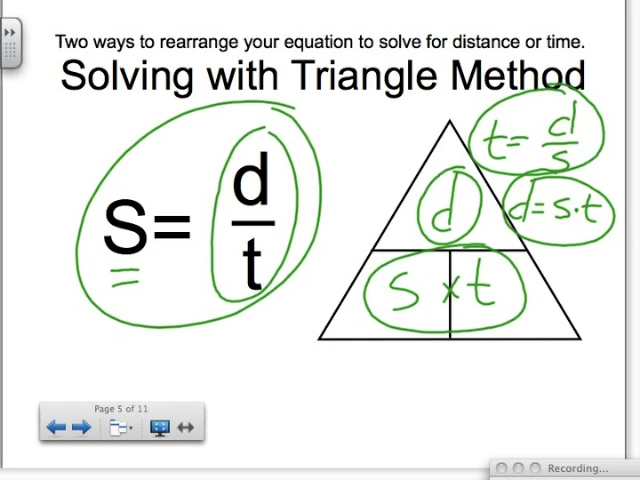 Two ways to rearrange your equation to solve for distance or time.
Solving with Triangle Method
S= d/t
t= d/s
d
d=s·t
s x t
Page 5 of 11
Recording...